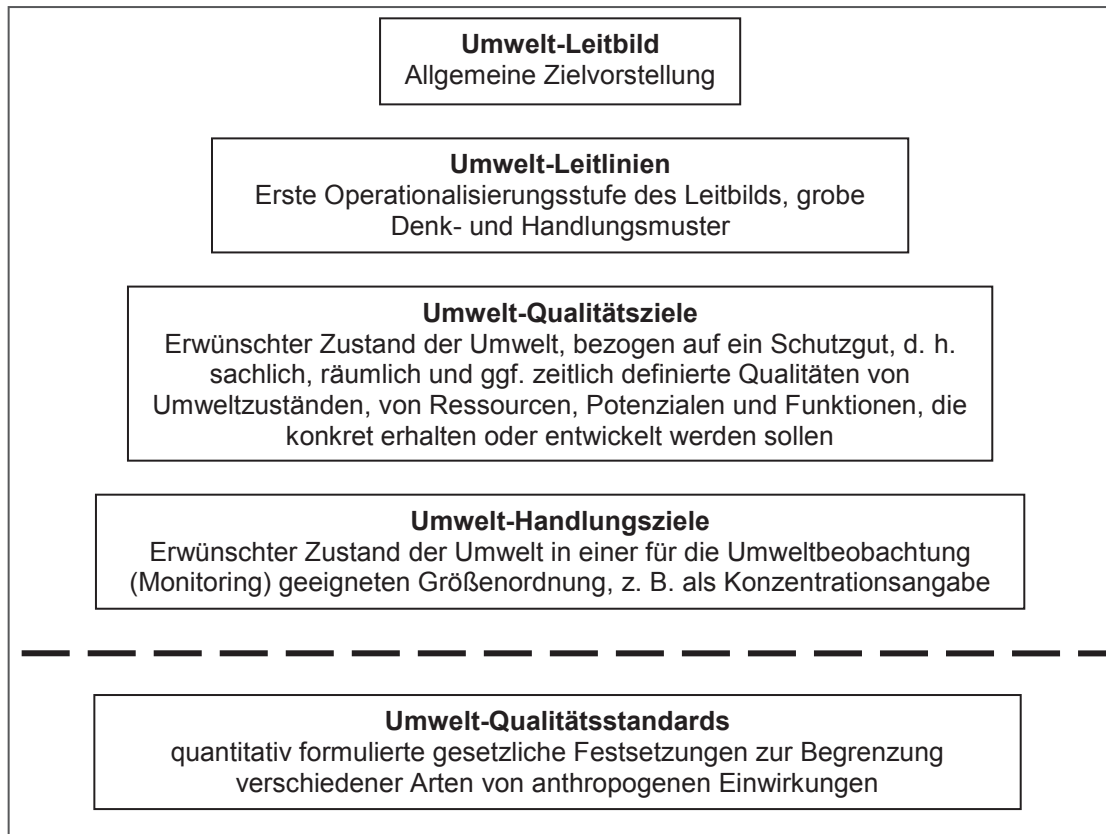 Umwelt-Leitbild
Allgemeine Zielvorstellung
Umwelt-Leitlinien
Erste Operationalisierungsstufe des Leitbilds, grobe
Denk- und Handlungsmuster
Umwelt-Qualitätsziele
Erwünschter Zustand der Umwelt, bezogen auf ein Schutzgut, d. h.
sachlich, räumlich und ggf. zeitlich definierte Qualitäten von
Umweltzuständen, von Ressourcen, Potenzialen und Funktionen, die
konkret erhalten oder entwickelt werden sollen
Umwelt-Handlungsziele
Erwünschter Zustand der Umwelt in einer für die Umweltbeobachtung
(Monitoring) geeigneten Größenordnung, z. B. als Konzentrationsangabe
Umwelt-Qualitätsstandards
quantitativ formulierte gesetzliche Festsetzungen zur Begrenzung
verschiedener Arten von anthropogenen Einwirkungen